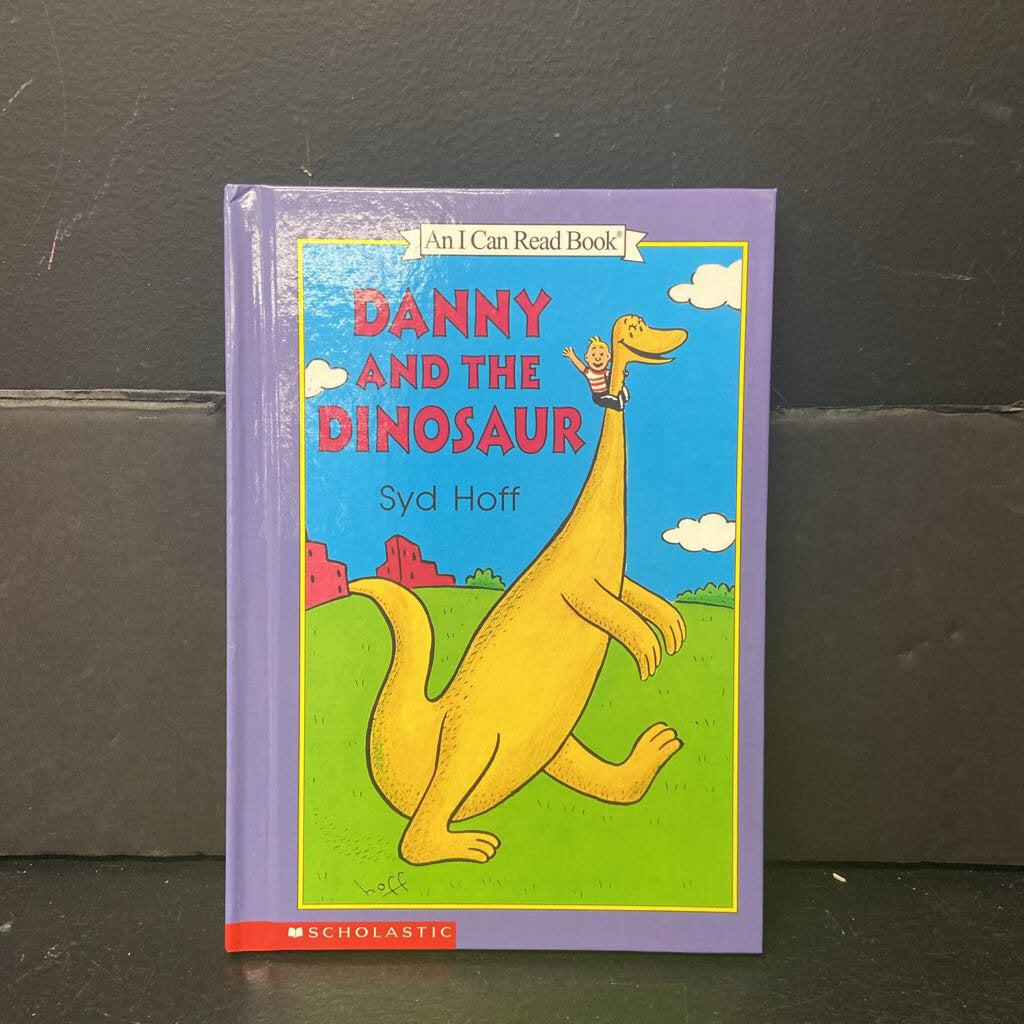 An I Can Read Book®
DANNY
AND THE
DINOSAUR
Syd Hoff
hoff
SCHOLASTIC